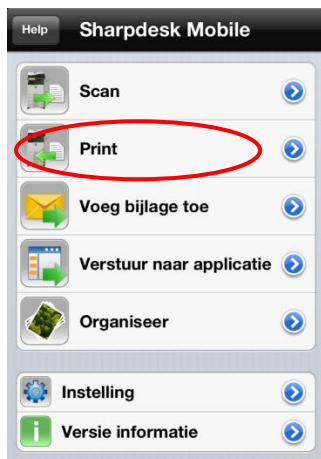 Help Sharpdesk Mobile
Scan
Print
Voeg bijlage toe
Verstuur naar applicatie
Organiseer
Instelling
Versie informatie